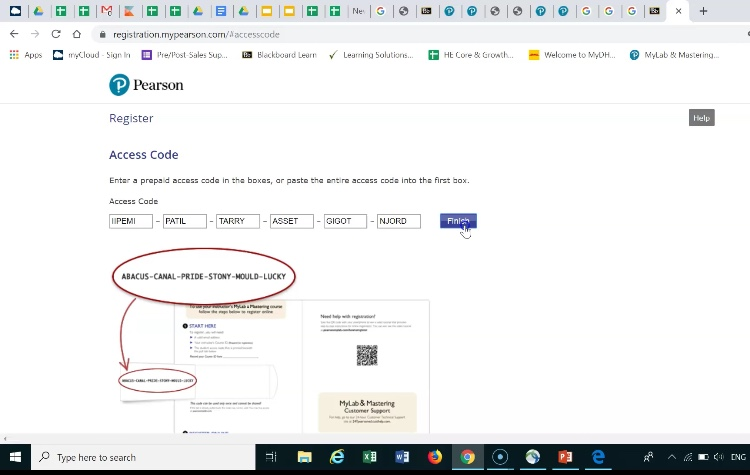 Ne
registration.mypearson.com/#accesscode
Apps
myCloud - Sign In
Pre/Post-Sales Sup...
Bb
Blackboard Learn
Learning Solutions...
HE Core & Growth...
Welcome to MyDH...
MyLab & Mastering...
Pearson
Register
Help
Access Code
Enter a prepaid access code in the boxes, or paste the entire access code into the first box.
Access Code
IIPEMI – PATIL – TARRY – ASSET – GIGOT – NJORD
Finish
ABACUS-CANAL-PRIDE-STONY-MOULD-LUCKY
To use your instructor's MyLab & Mastering course
follow the steps below to register online
START HERE
Need help with registration?
ABACUS-CANAL-PRIDE-STONY-MOULD-LUCKY
MyLab & Mastering
Customer Support
Type here to search
ENG